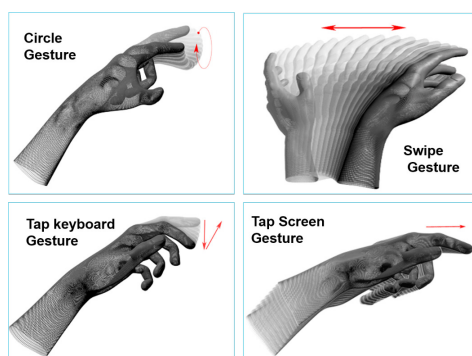 Circle
Gesture
Swipe
Gesture
Tap keyboard
Gesture
Tap Screen
Gesture